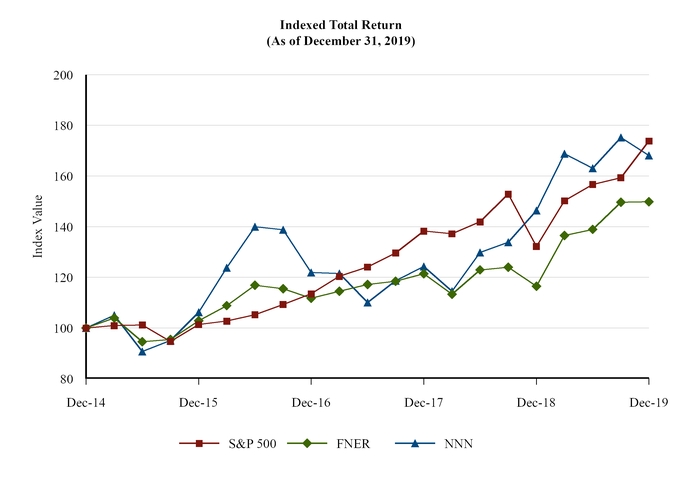 Indexed Total Return
(As of December 31, 2019)
200
180
160
140
120
100
80
Index Value
Dec-14 Dec-15 Dec-16 Dec-17 Dec-18 Dec-19
S&P 500 FNER NNN